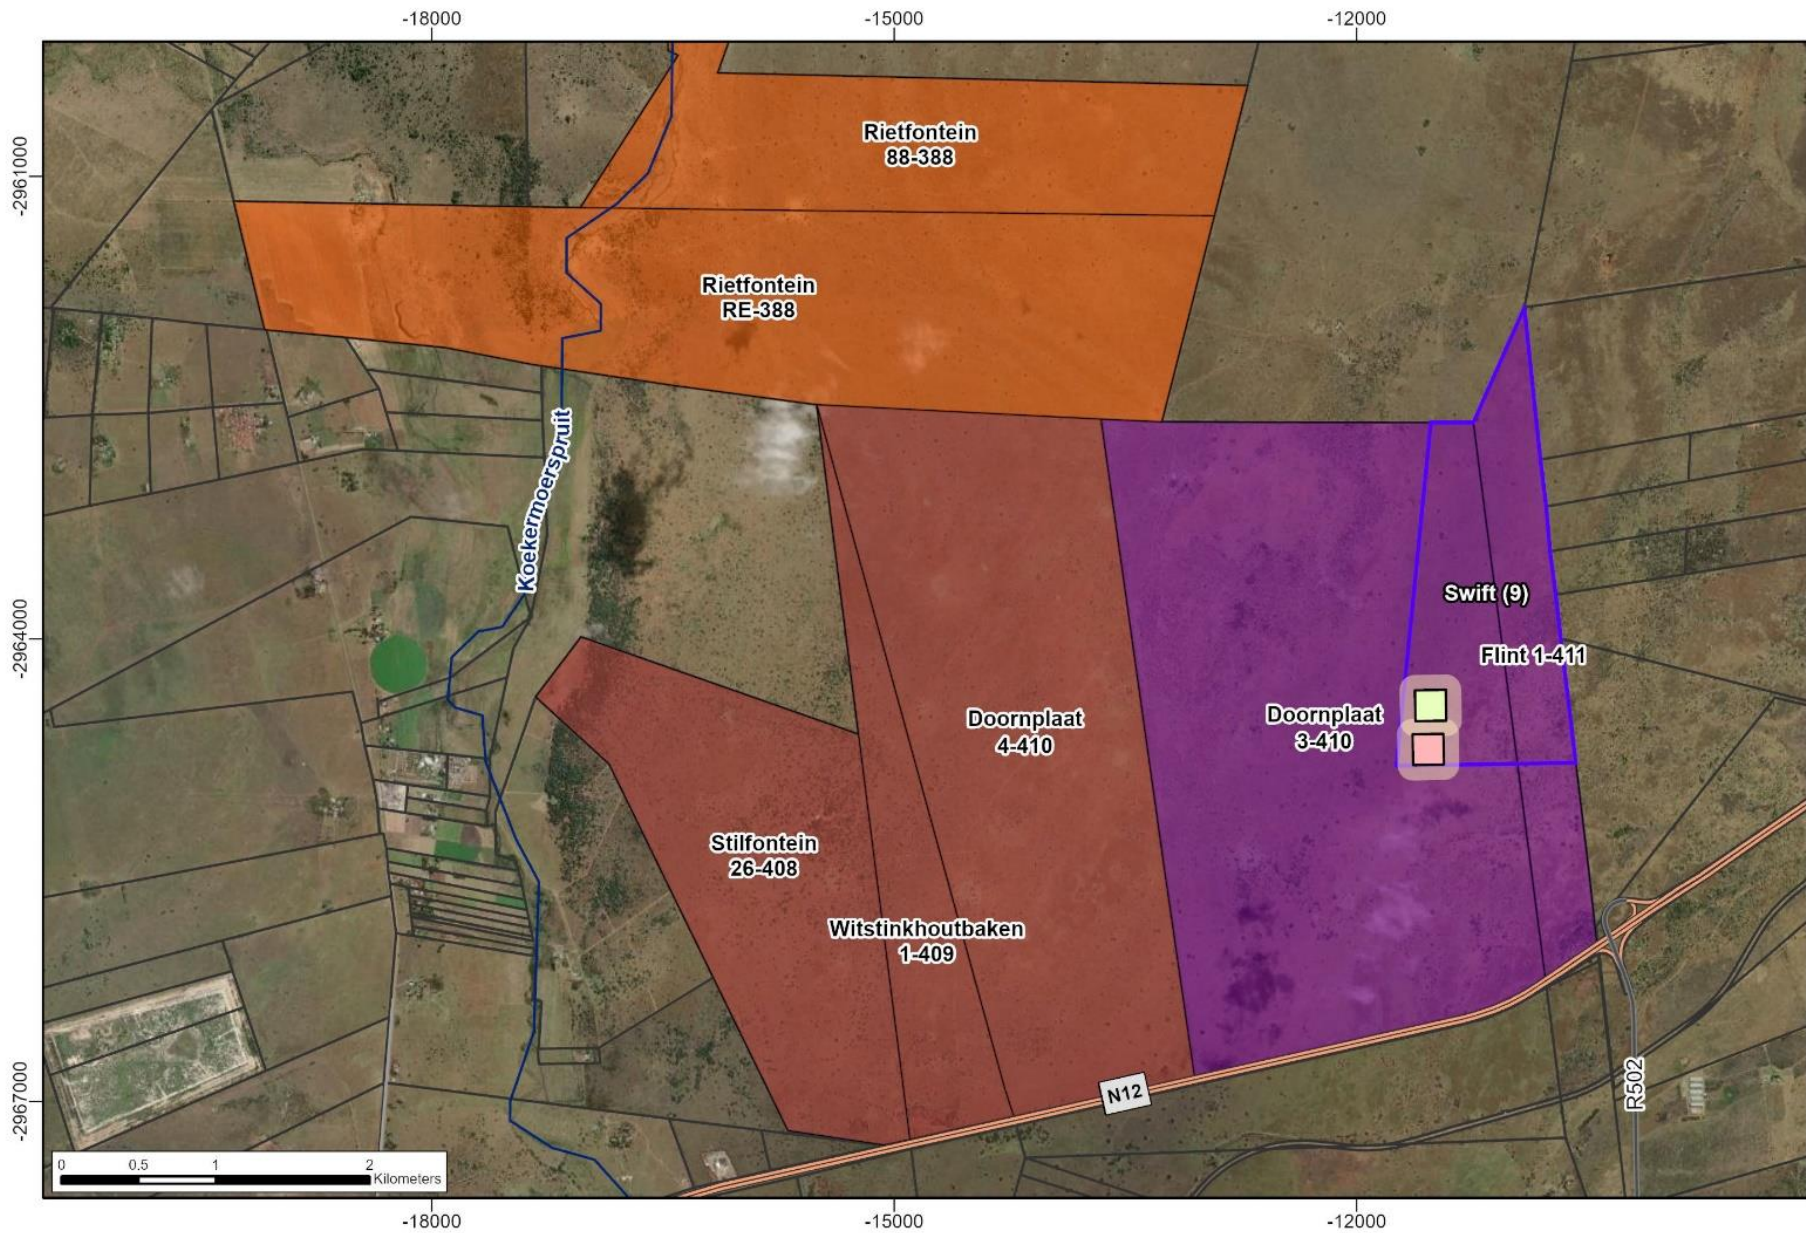 -18000
-15000
-12000
-2961000
-2964000
-2967000
Rietfontein
88-388
Rietfontein
RE-388
Koekermoerspruit
Swift (9)
Flint 1-411
Doornplaat
4-410
Doornplaat
3-410
Stilfontein
26-408
Witstinkhoutbaken
1-409
N12
R502
0 0.5 1 2
Kilometers
-18000
-15000
-12000